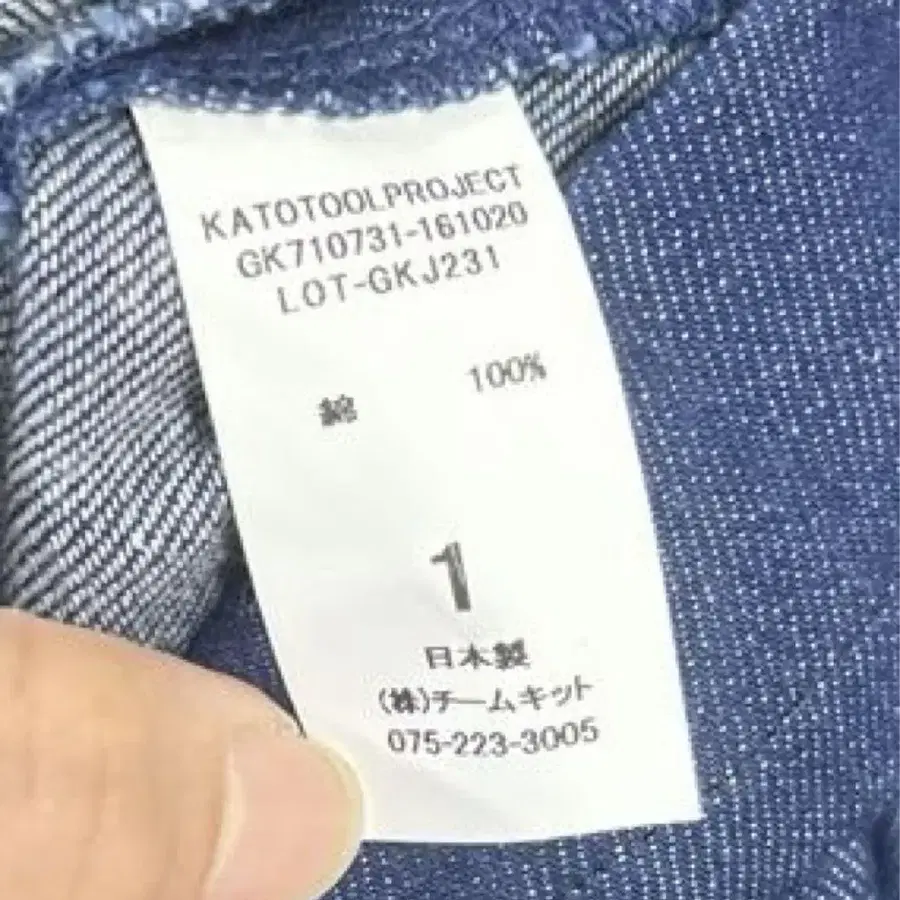 KATOTOOLPROJECT
GK710731-161020
LOT-GKJ231
綿 100%
1
日本製
(株)チームキット
075-223-3005